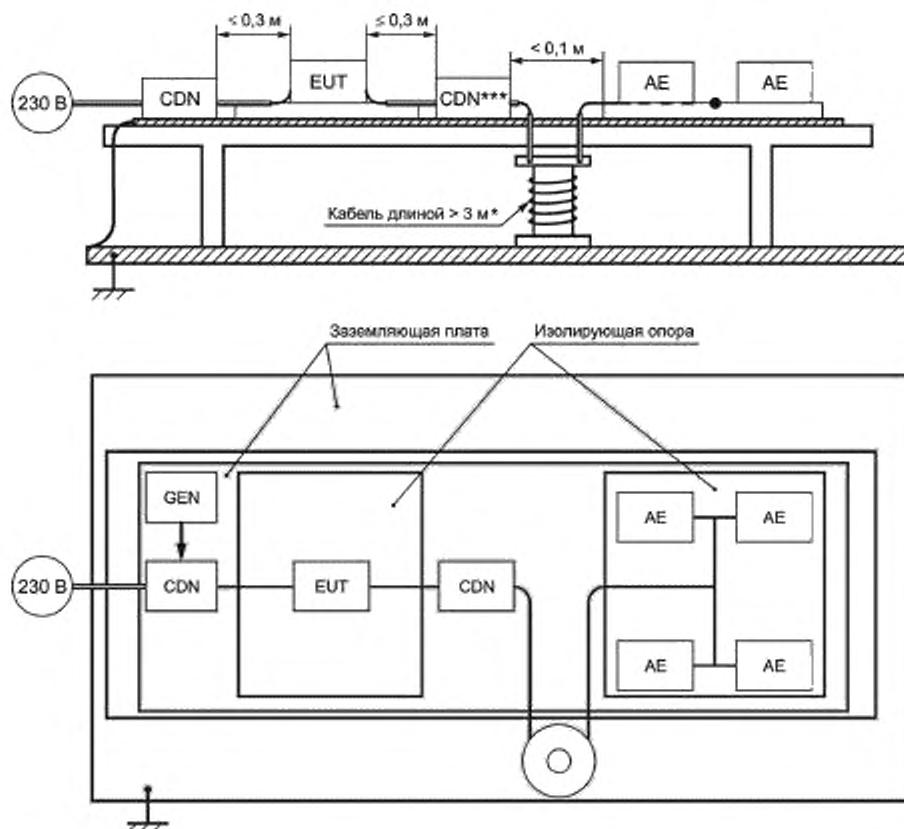 ≤ 0,3 м
≤ 0,3 м
< 0,1 м
230 В
CDN
EUT
CDN***
AE
AE
Кабель длиной > 3 м*
Заземляющая плата
Изолирующая опора
GEN
AE
AE
230 В
CDN
EUT
CDN
AE
AE